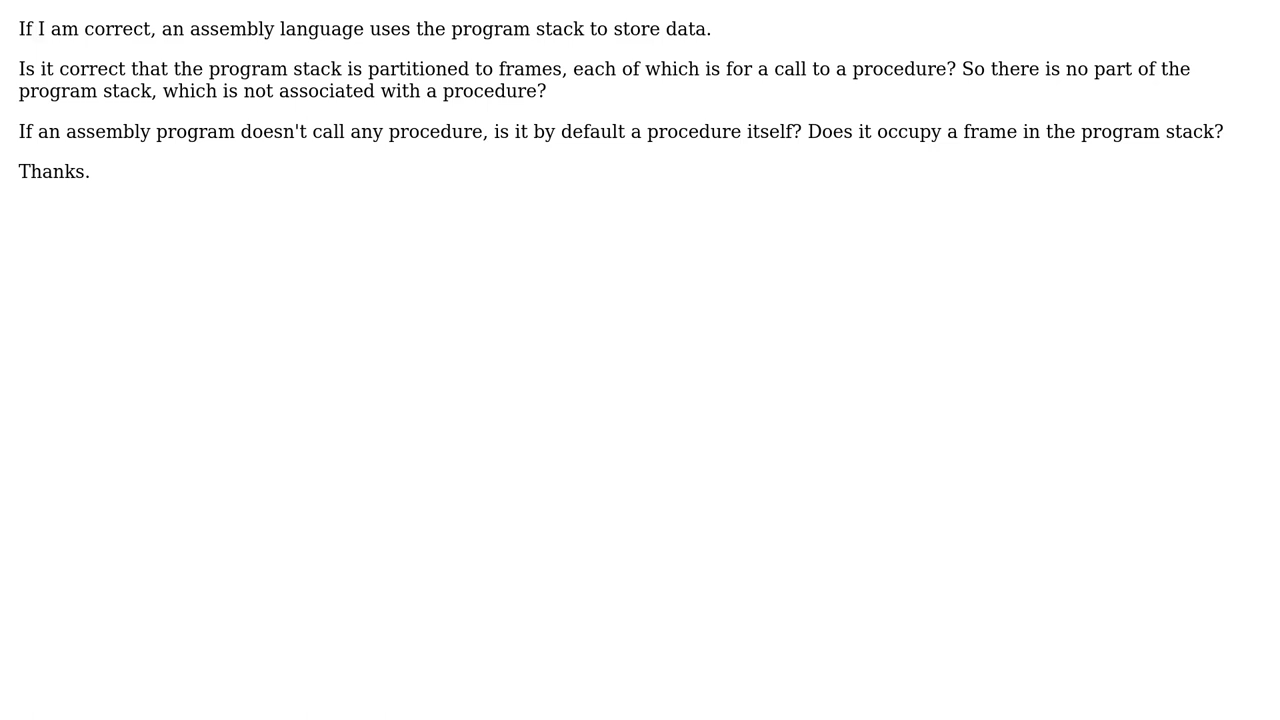 If I am correct, an assembly language uses the program stack to store data.
Is it correct that the program stack is partitioned to frames, each of which is for a call to a procedure? So there is no part of the
program stack, which is not associated with a procedure?
If an assembly program doesn't call any procedure, is it by default a procedure itself? Does it occupy a frame in the program stack?
Thanks.